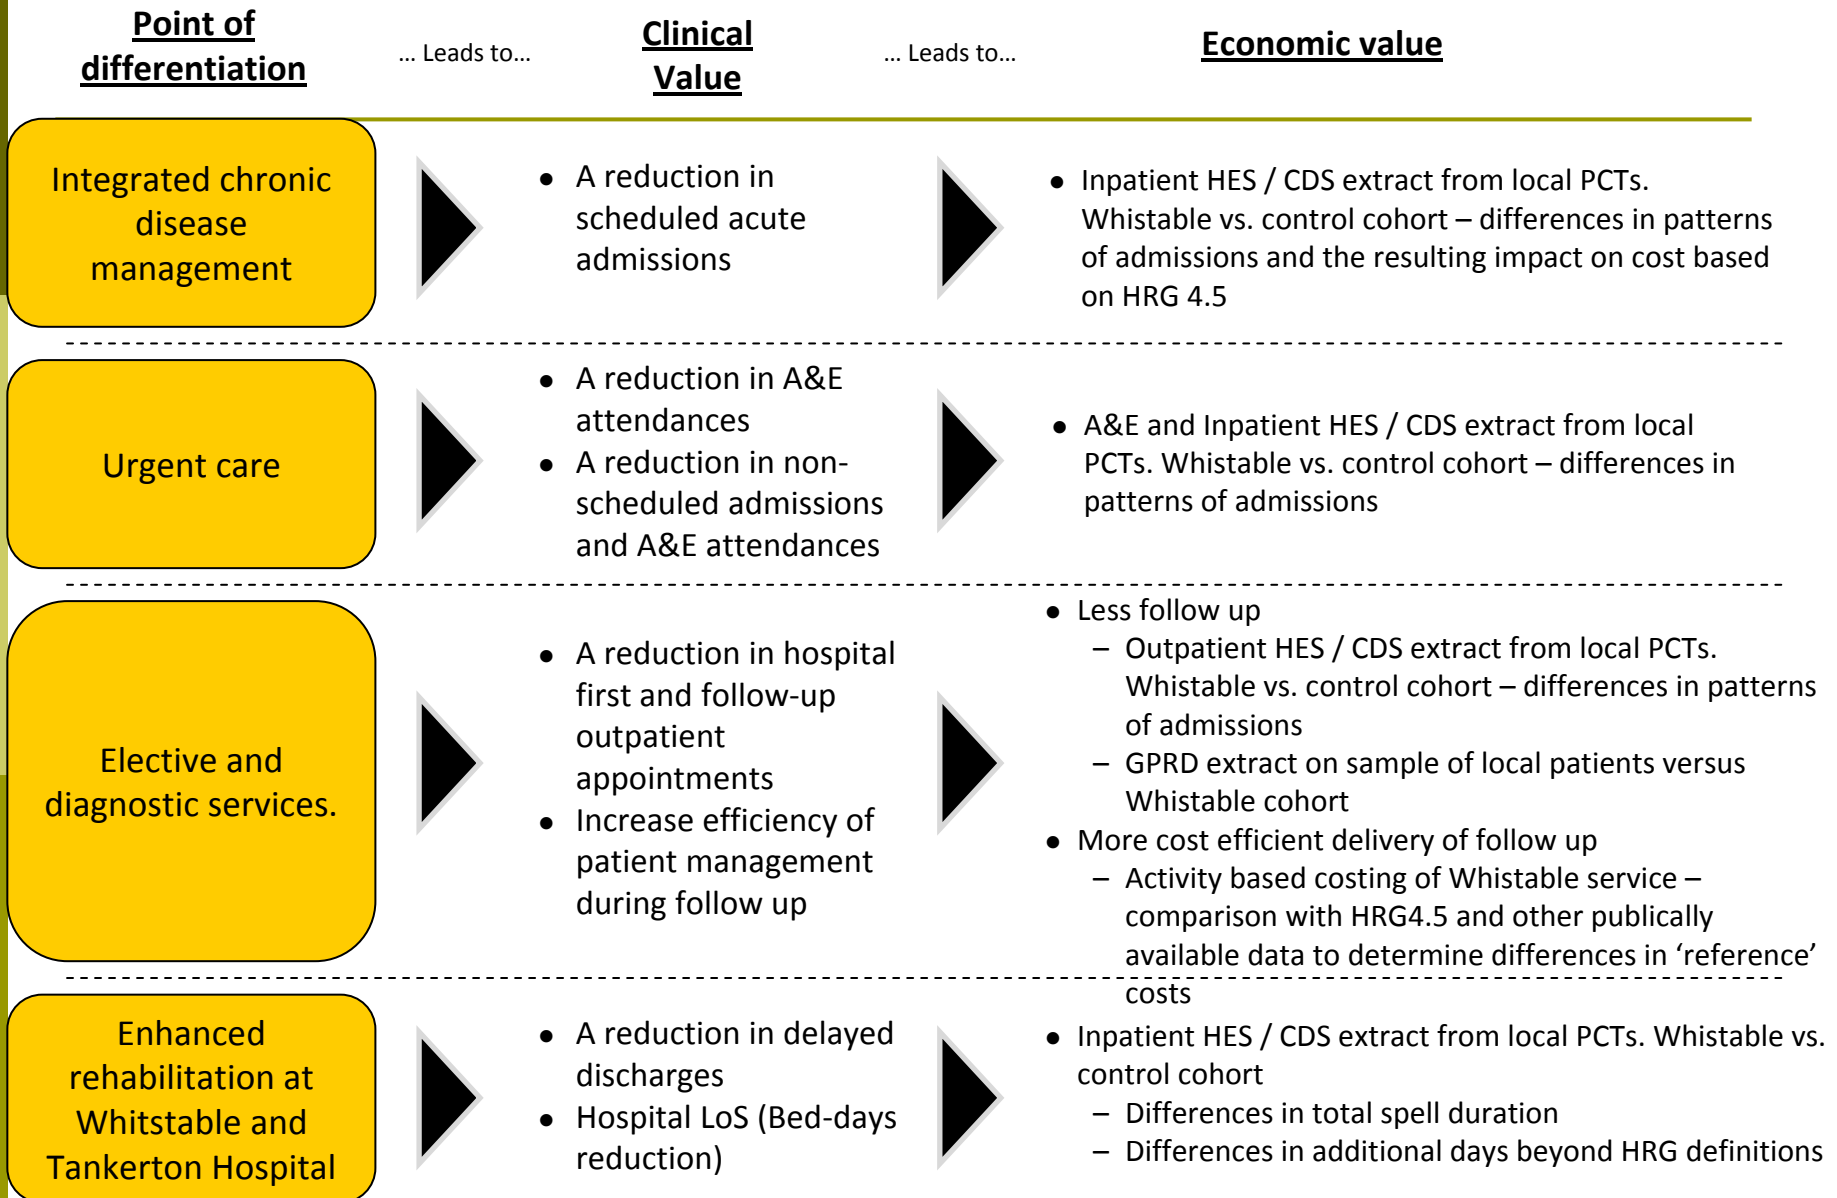 Point of
differentiation
... Leads to...
Clinical
Value
... Leads to...
Economic value
Integrated chronic
disease
management
● A reduction in
scheduled acute
admissions
● Inpatient HES / CDS extract from local PCTs.
Whistable vs. control cohort – differences in patterns
of admissions and the resulting impact on cost based
on HRG 4.5
Urgent care
● A reduction in A&E
attendances
● A reduction in non-
scheduled admissions
and A&E attendances
● A&E and Inpatient HES / CDS extract from local
PCTs. Whistable vs. control cohort – differences in
patterns of admissions
Elective and
diagnostic services.
● A reduction in hospital
first and follow-up
outpatient
appointments
● Increase efficiency of
patient management
during follow up
● Less follow up
– Outpatient HES / CDS extract from local PCTs.
Whistable vs. control cohort – differences in patterns
of admissions
– GPRD extract on sample of local patients versus
Whistable cohort
● More cost efficient delivery of follow up
– Activity based costing of Whistable service –
comparison with HRG4.5 and other publically
available data to determine differences in ‘reference’
costs
Enhanced
rehabilitation at
Whitstable and
Tankerton Hospital
● A reduction in delayed
discharges
● Hospital LoS (Bed-days
reduction)
● Inpatient HES / CDS extract from local PCTs. Whistable vs.
control cohort
– Differences in total spell duration
– Differences in additional days beyond HRG definitions